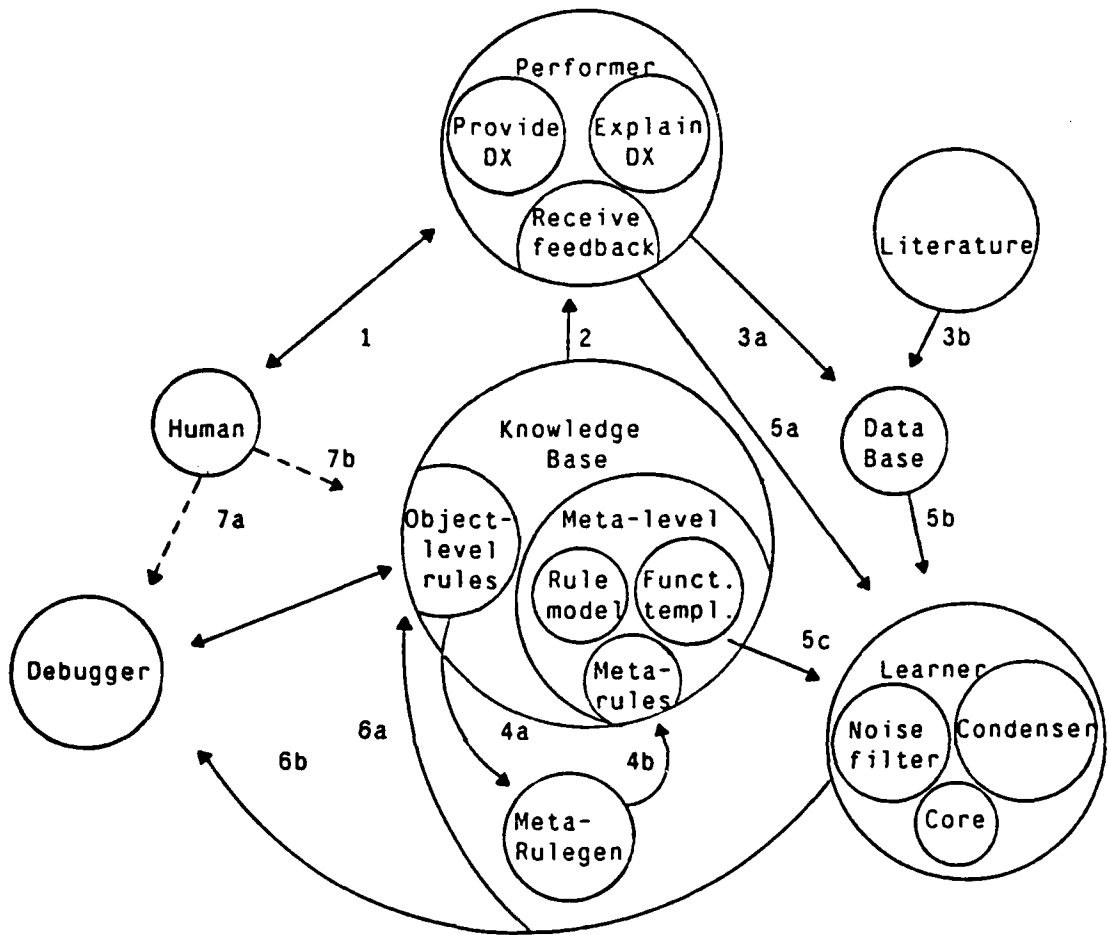 Performer
Provide
DX
Explain
DX
Receive
feedback
Literature
1
2
3a
3b
Human
7b
7a
Knowledge
Base
5a
Data
Base
5b
Object-
level
rules
Meta-level
Rule
model
Funct.
templ.
Meta-
rules
5c
Debugger
Learner
Noise
filter
Condenser
Core
6a
6b
4a
4b
Meta-
Rulegen